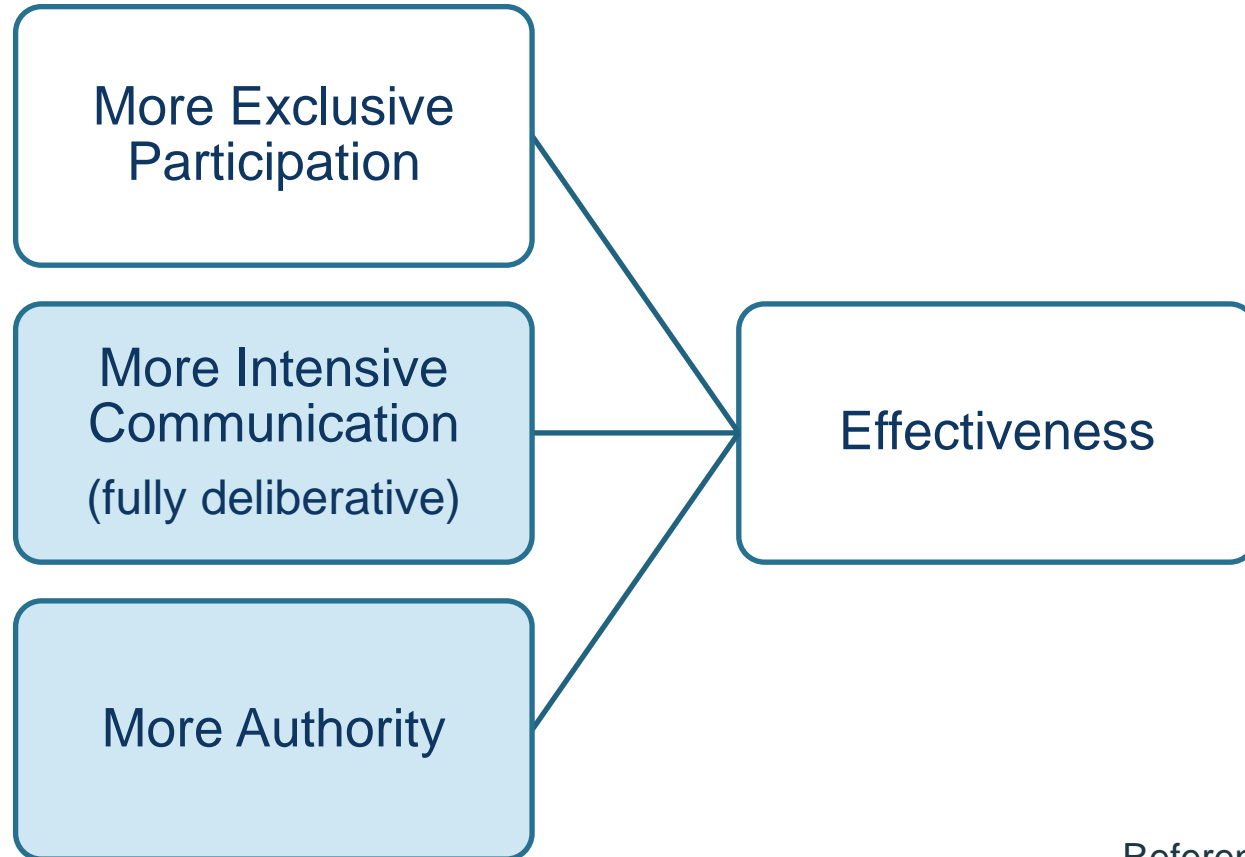 More Exclusive
Participation
More Intensive
Communication
(fully deliberative)
Effectiveness
More Authority